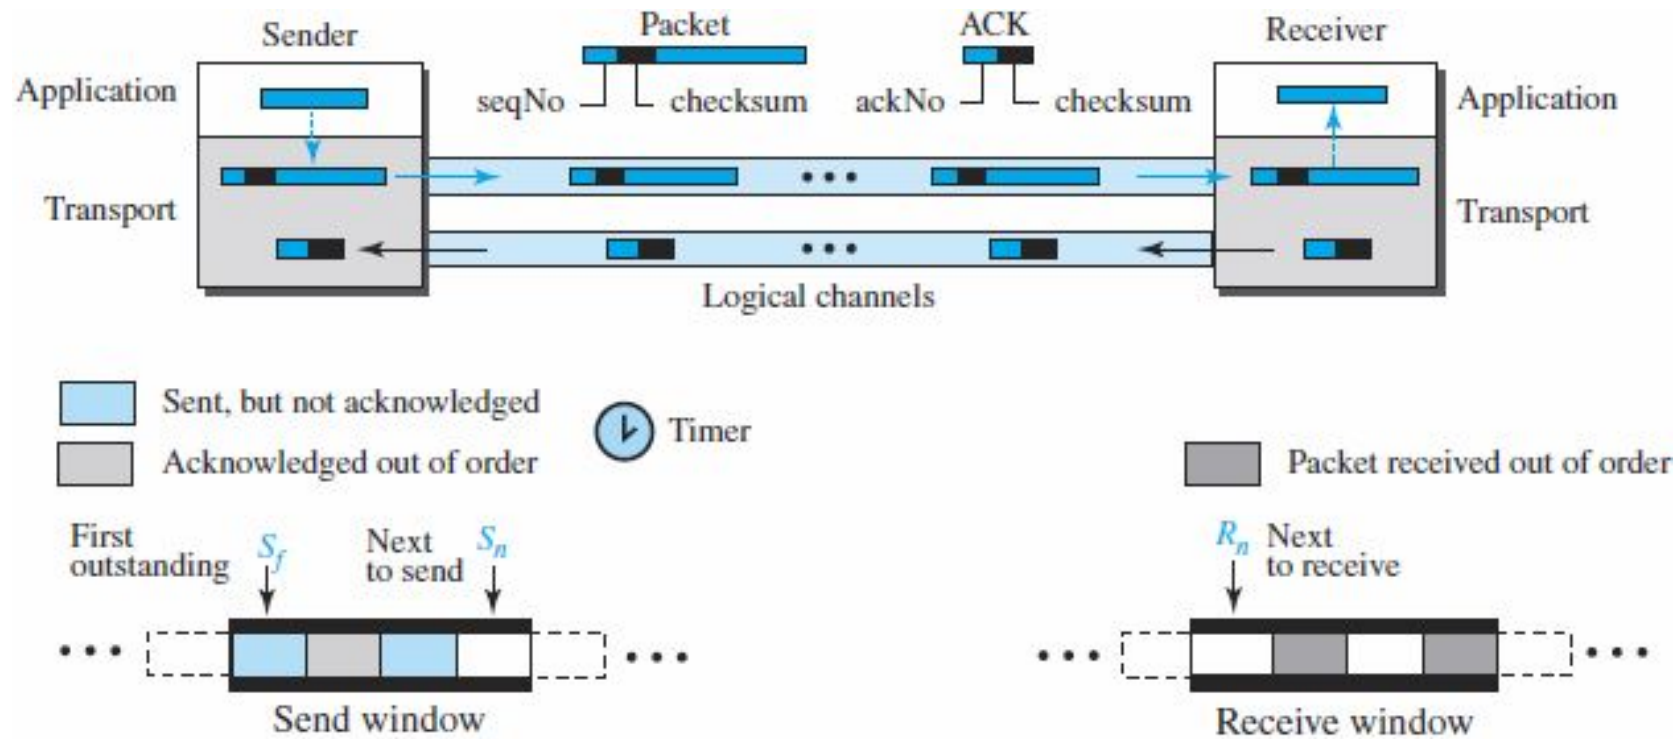 Sender
Packet
ACK
Receiver
Application
seqNo
checksum
ackNo
checksum
Application
Transport
Transport
Logical channels
Sent, but not acknowledged
Timer
Acknowledged out of order
Packet received out of order
First
outstanding
Sf
Next
to send
Sn
Rn
Next
to receive
Send window
Receive window